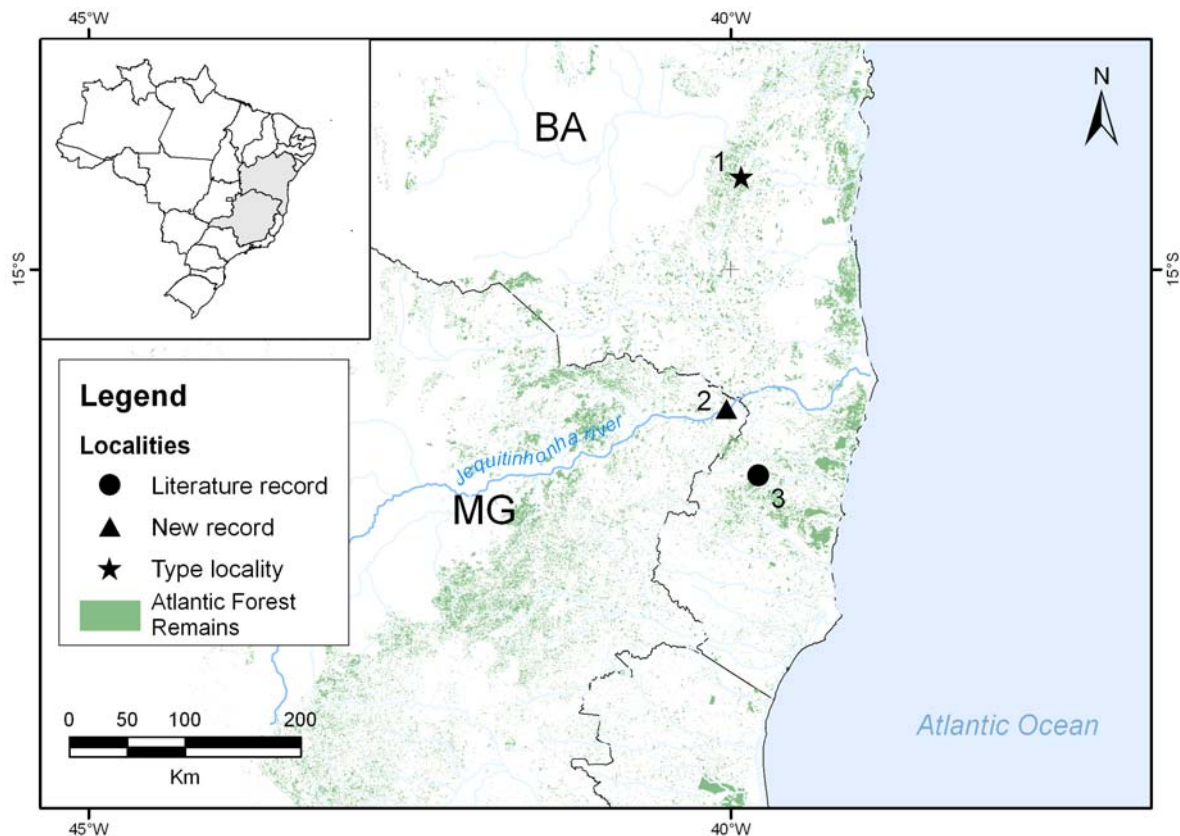 45°W
40°W
N
BA
1
15°S
15°S
2
Jequitinhonha river
3
MG
Legend
Localities
Literature record
New record
Type locality
Atlantic Forest
Remains
0 50 100 200
Km
Atlantic Ocean
45°W
40°W